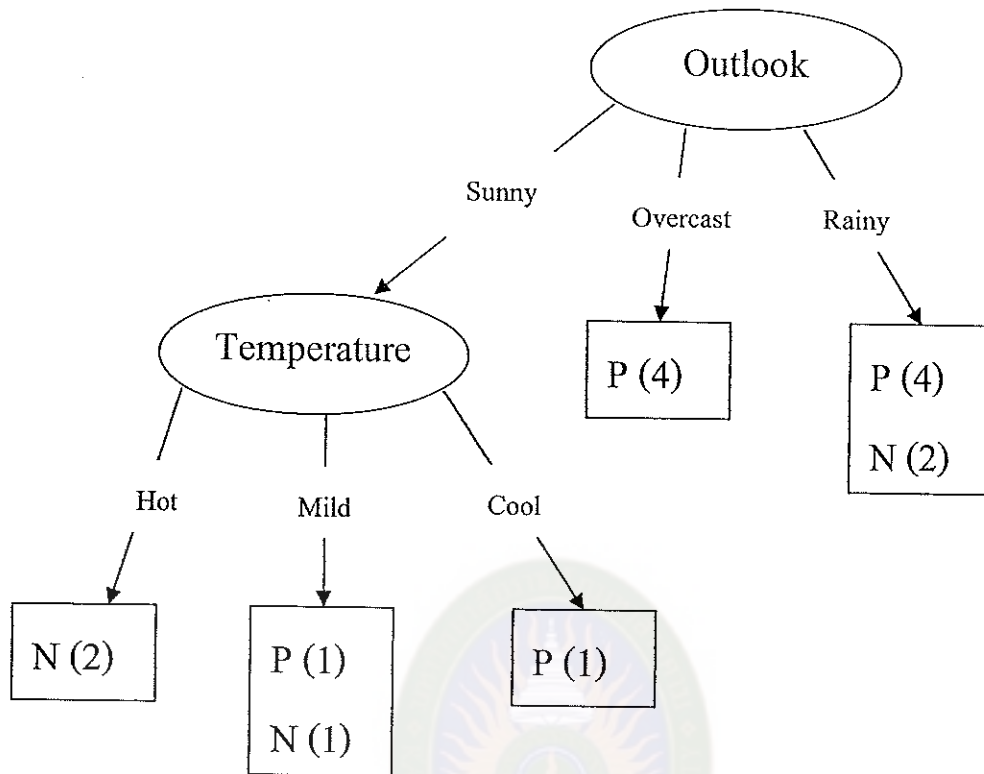 Outlook
Sunny
Overcast
Rainy
Temperature
P (4)
P (4)
N (2)
Hot
Mild
Cool
N (2)
P (1)
N (1)
P (1)